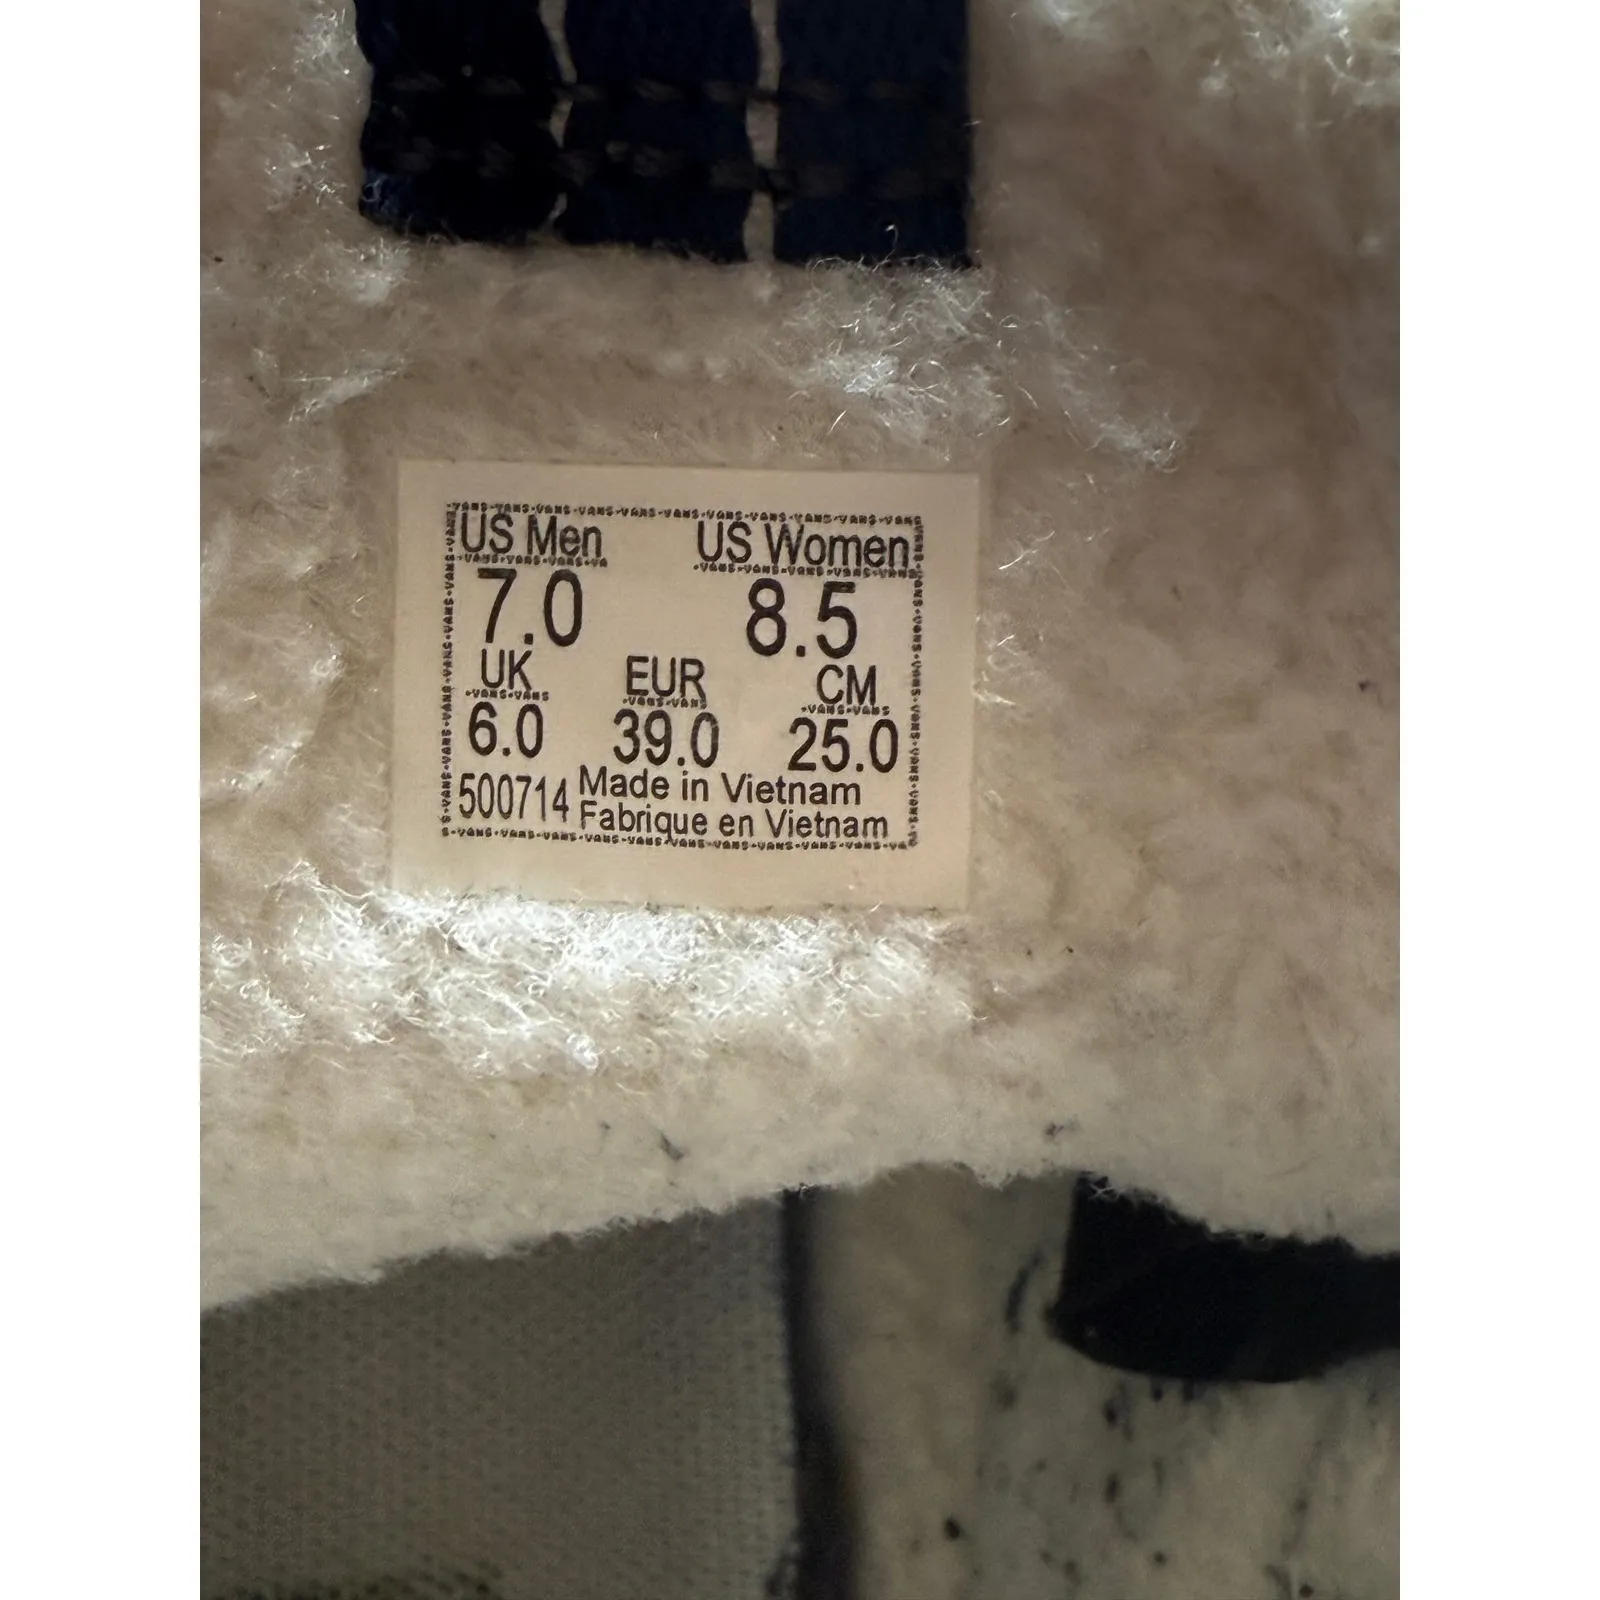 US Men US Women
7.0 8.5
UK EUR CM
6.0 39.0 25.0
500714 Made in Vietnam
Fabriqué en Vietnam